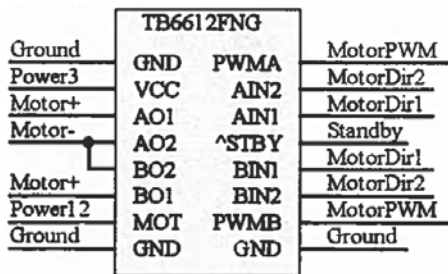 TB6612FNG
Ground GND PWMA MotorPWM
Power3 VCC AIN2 MotorDir2
Motor+ AO1 AIN1 MotorDir1
Motor- AO2 ^STBY Standby
BO2 BIN1 MotorDir1
Motor+ BO1 BIN2 MotorDir2
Power12 MOT PWMB MotorPWM
Ground GND GND Ground